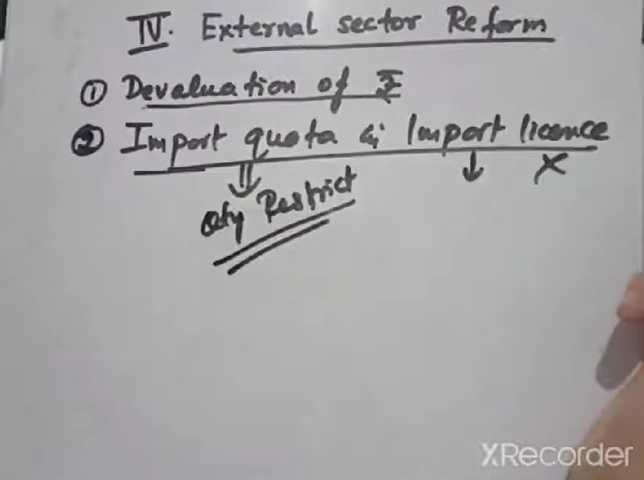 IV. External sector Reform
① Devaluation of ₹
② Import quota & Import licence
↓ X
Qty Restrict
XRecorder